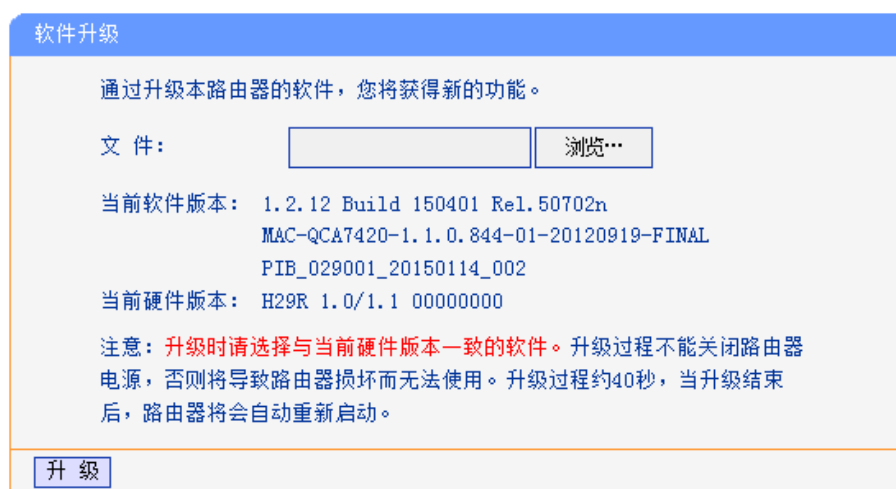 软件升级
通过升级本路由器的软件，您将获得新的功能。
文 件： 浏览…
当前软件版本： 1.2.12 Build 150401 Rel.50702n
MAC-QCA7420-1.1.0.844-01-20120919-FINAL
PIB_029001_20150114_002
当前硬件版本： H29R 1.0/1.1 00000000
注意：升级时请选择与当前硬件版本一致的软件。升级过程不能关闭路由器
电源，否则将导致路由器损坏而无法使用。升级过程约40秒，当升级结束
后，路由器将会自动重新启动。
升 级